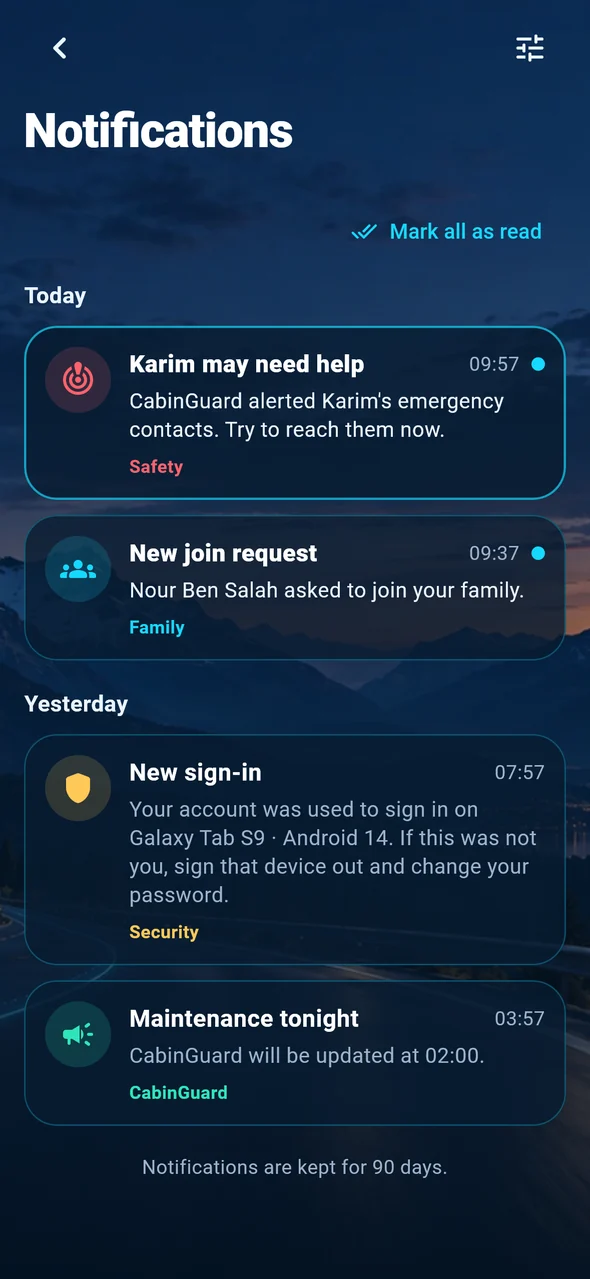 Notifications
Mark all as read
Today
Karim may need help 09:57
CabinGuard alerted Karim's emergency
contacts. Try to reach them now.
Safety
New join request 09:37
Nour Ben Salah asked to join your family.
Family
Yesterday
New sign-in 07:57
Your account was used to sign in on
Galaxy Tab S9 · Android 14. If this was not
you, sign that device out and change your
password.
Security
Maintenance tonight 03:57
CabinGuard will be updated at 02:00.
CabinGuard
Notifications are kept for 90 days.